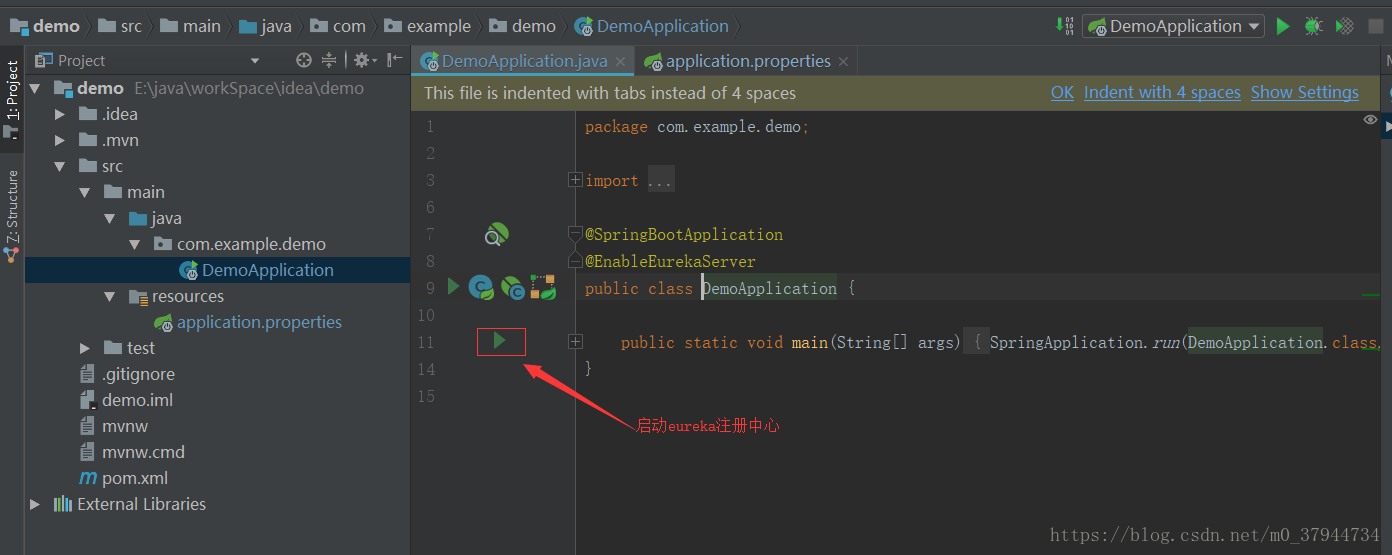 demo src main java com example demo DemoApplication DemoApplication
Project
DemoApplication.java application.properties
1: Project
Z: Structure
This file is indented with tabs instead of 4 spaces OK Indent with 4 spaces Show Settings
demo E:\java\workSpace\idea\demo
.idea
.mvn
src
main
java
com.example.demo
DemoApplication
resources
application.properties
test
.gitignore
demo.iml
mvnw
mvnw.cmd
pom.xml
External Libraries
1 package com.example.demo;
2
3 import ...
6
7 @SpringBootApplication
8 @EnableEurekaServer
9 public class DemoApplication {
10
11 public static void main(String[] args) { SpringApplication.run(DemoApplication.class,
14 }
15
启动eureka注册中心
https://blog.csdn.net/m0_37944734